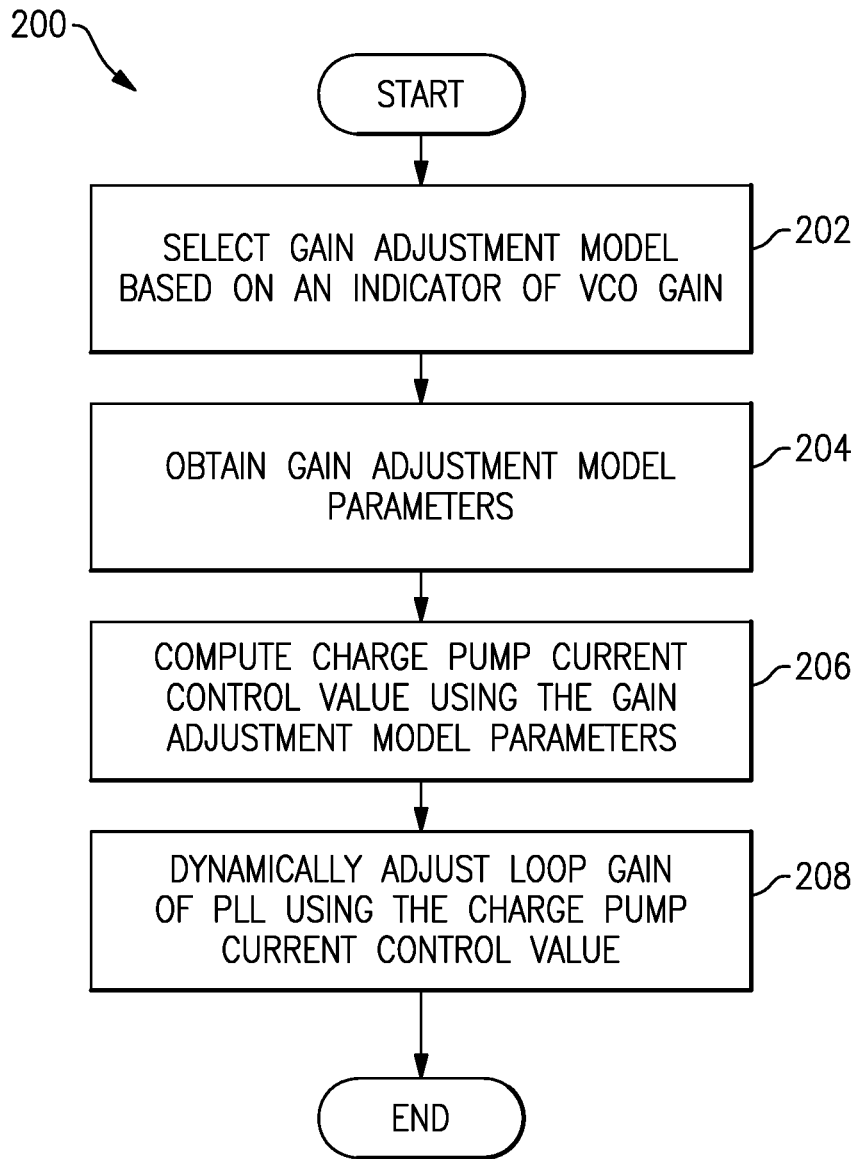 200
START
SELECT GAIN ADJUSTMENT MODEL
BASED ON AN INDICATOR OF VCO GAIN
202
OBTAIN GAIN ADJUSTMENT MODEL
PARAMETERS
204
COMPUTE CHARGE PUMP CURRENT
CONTROL VALUE USING THE GAIN
ADJUSTMENT MODEL PARAMETERS
206
DYNAMICALLY ADJUST LOOP GAIN
OF PLL USING THE CHARGE PUMP
CURRENT CONTROL VALUE
208
END